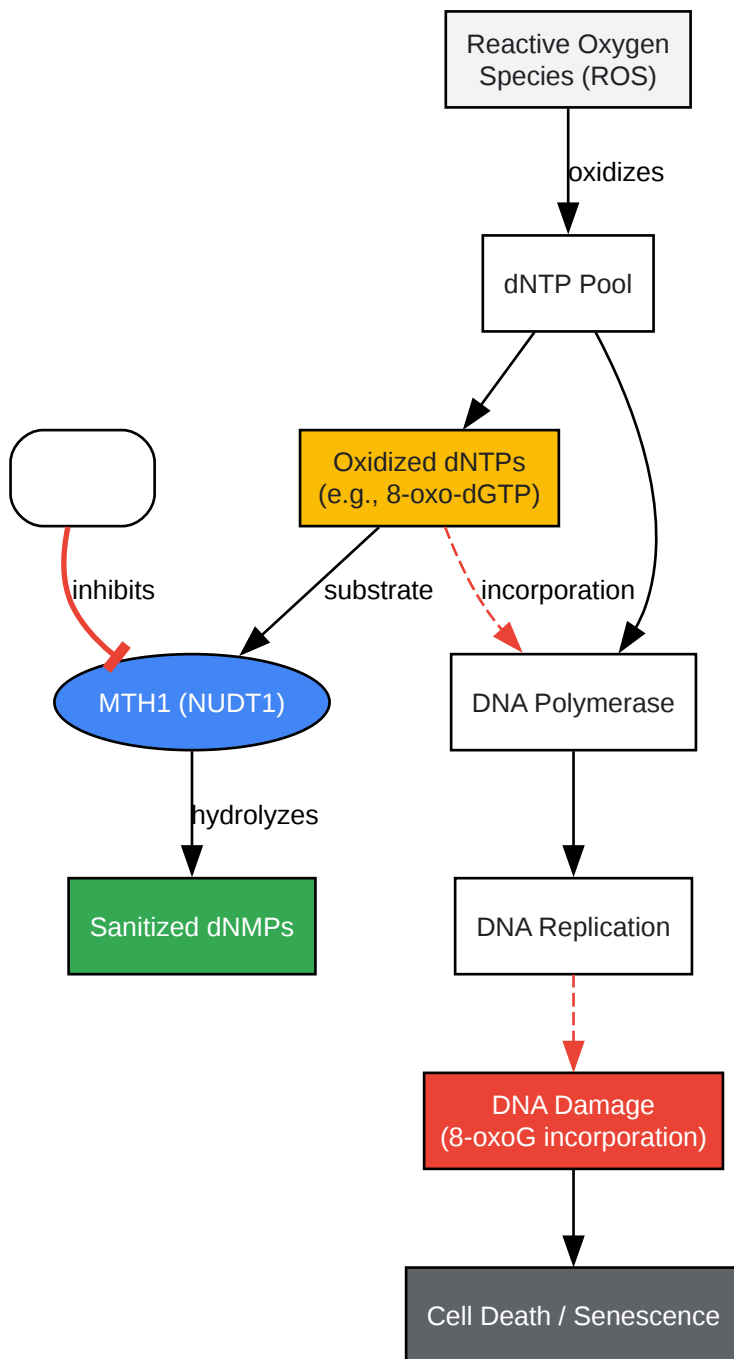 Reactive Oxygen
Species (ROS)
oxidizes
dNTP Pool
Oxidized dNTPs
(e.g., 8-oxo-dGTP)
inhibits
substrate
incorporation
MTH1 (NUDT1)
DNA Polymerase
hydrolyzes
Sanitized dNMPs
DNA Replication
DNA Damage
(8-oxoG incorporation)
Cell Death / Senescence